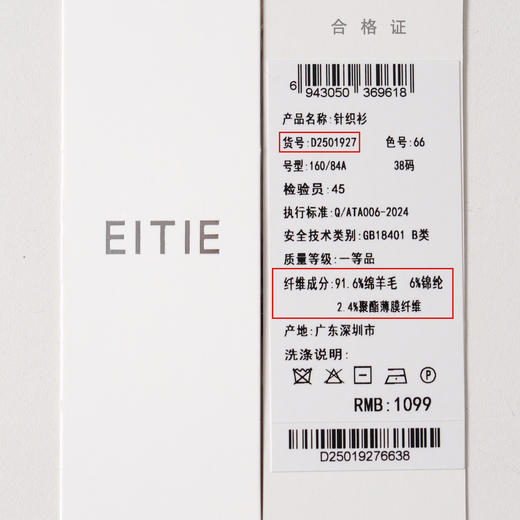 EITIE
合格证
6 943050 369618
产品名称:针织衫
货号:D2501927 色号:66
号型:160/84A 38码
检验员:45
执行标准:Q/ATA006-2024
安全技术类别:GB18401 B类
质量等级:一等品
纤维成分:91.6%绵羊毛 6%锦纶
2.4%聚酯薄膜纤维
产地:广东深圳市
洗涤说明:
P
RMB:1099
D25019276638